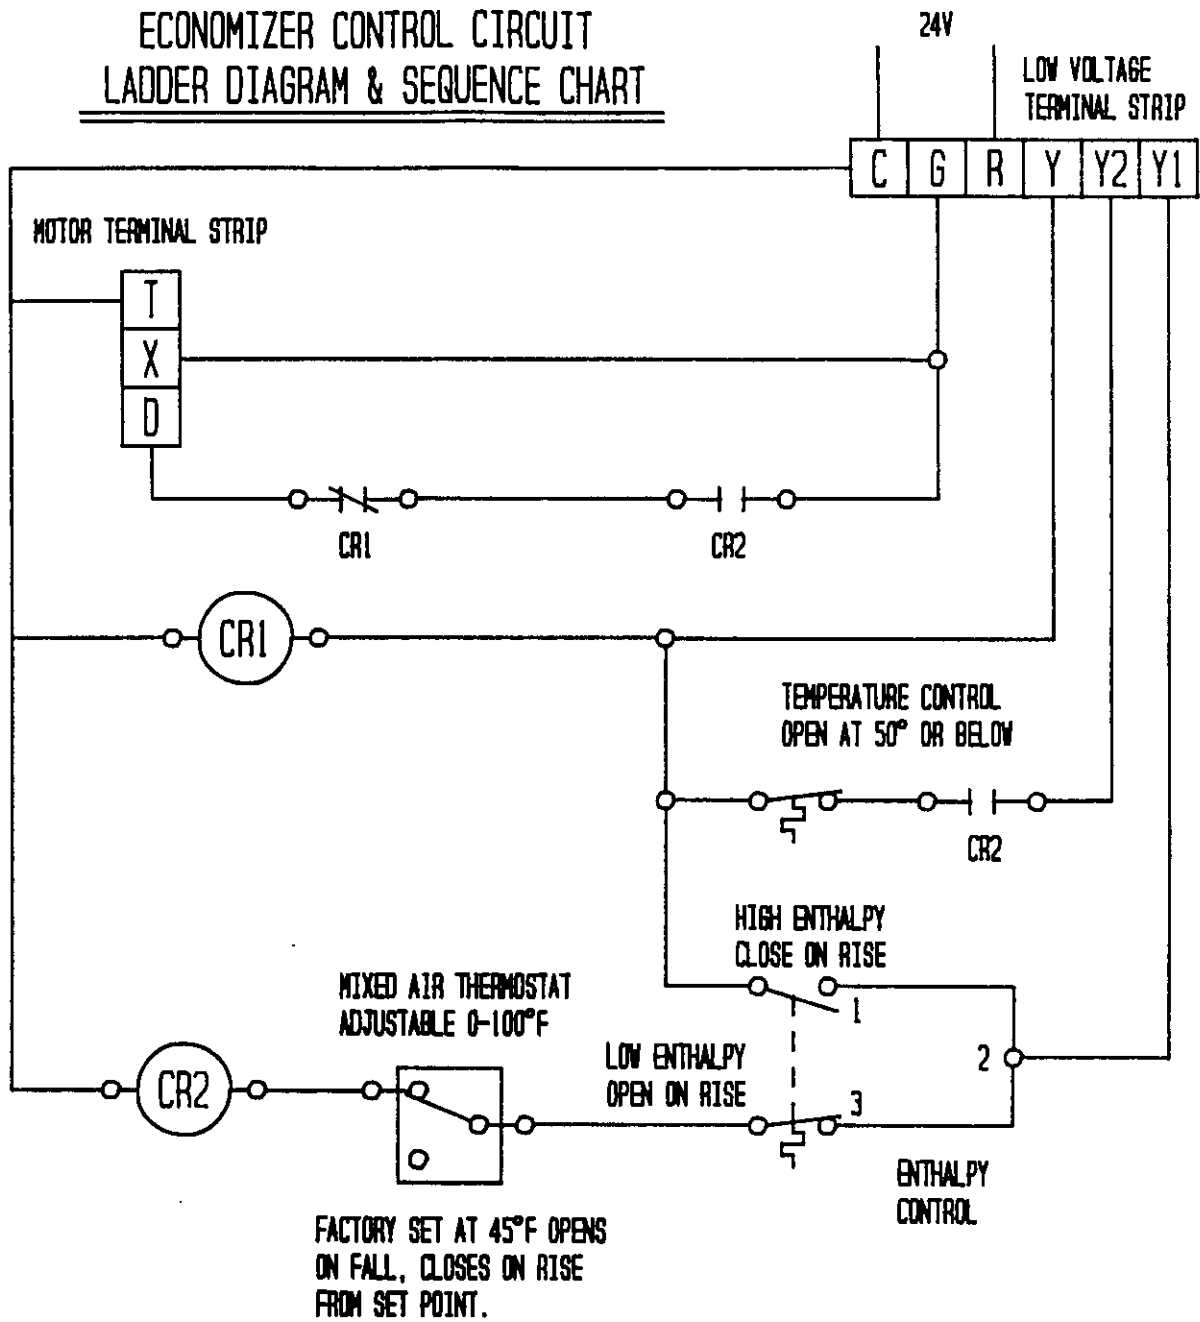 ECONOMIZER CONTROL CIRCUIT
LADDER DIAGRAM & SEQUENCE CHART
24V
LOW VOLTAGE
TERMINAL STRIP
C G R Y Y2 Y1
MOTOR TERMINAL STRIP
T
X
D
CR1
CR2
CR1
TEMPERATURE CONTROL
OPEN AT 50° OR BELOW
CR2
HIGH ENTHALPY
CLOSE ON RISE
1
MIXED AIR THERMOSTAT
ADJUSTABLE 0-100°F
LOW ENTHALPY
OPEN ON RISE
2
3
CR2
ENTHALPY
CONTROL
FACTORY SET AT 45°F OPENS
ON FALL, CLOSES ON RISE
FROM SET POINT.